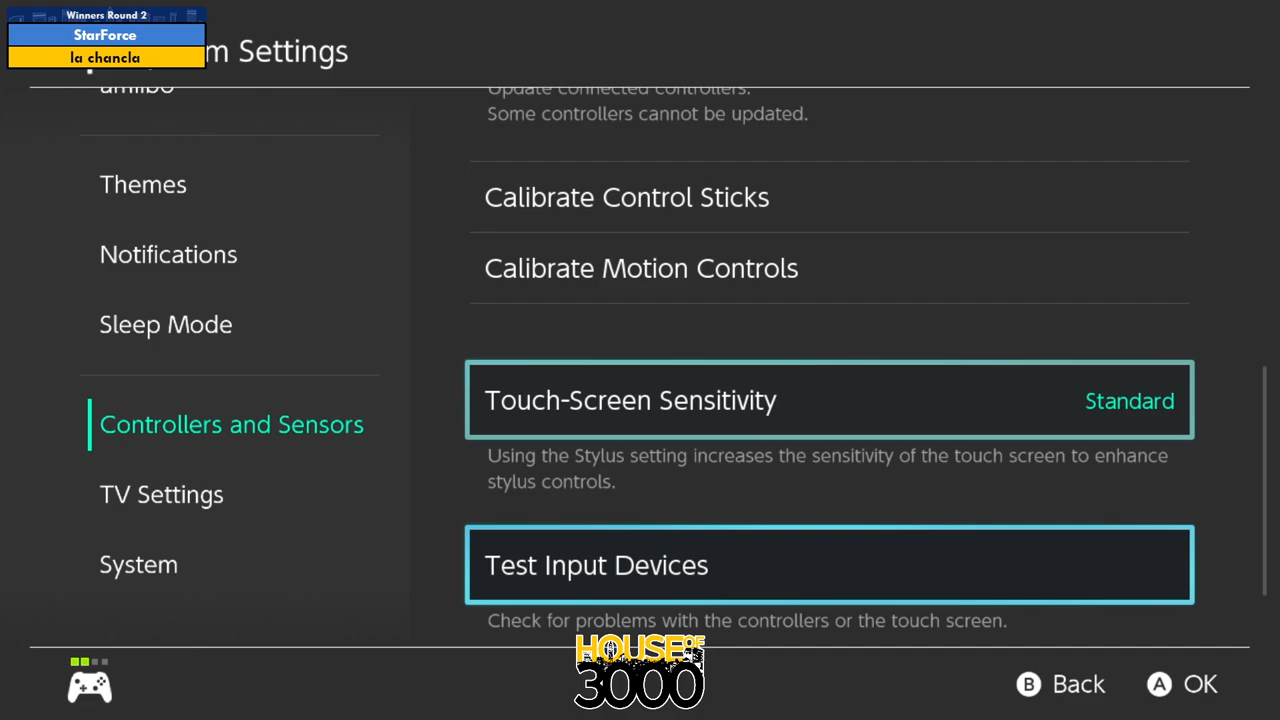 Winners Round 2
StarForce
la chancla
m Settings
amiibo
Themes
Notifications
Sleep Mode
Controllers and Sensors
TV Settings
System
Update connected controllers.
Some controllers cannot be updated.
Calibrate Control Sticks
Calibrate Motion Controls
Touch-Screen Sensitivity Standard
Using the Stylus setting increases the sensitivity of the touch screen to enhance
stylus controls.
Test Input Devices
Check for problems with the controllers or the touch screen.
HOUSE OF
3000
B Back A OK